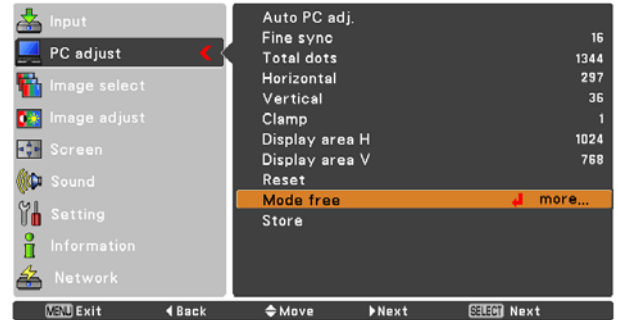 Input
PC adjust
Image select
Image adjust
Screen
Sound
Setting
Information
Network
Auto PC adj.
Fine sync 16
Total dots 1344
Horizontal 297
Vertical 36
Clamp 1
Display area H 1024
Display area V 768
Reset
Mode free more...
Store
MENU Exit Back Move Next SELECT Next